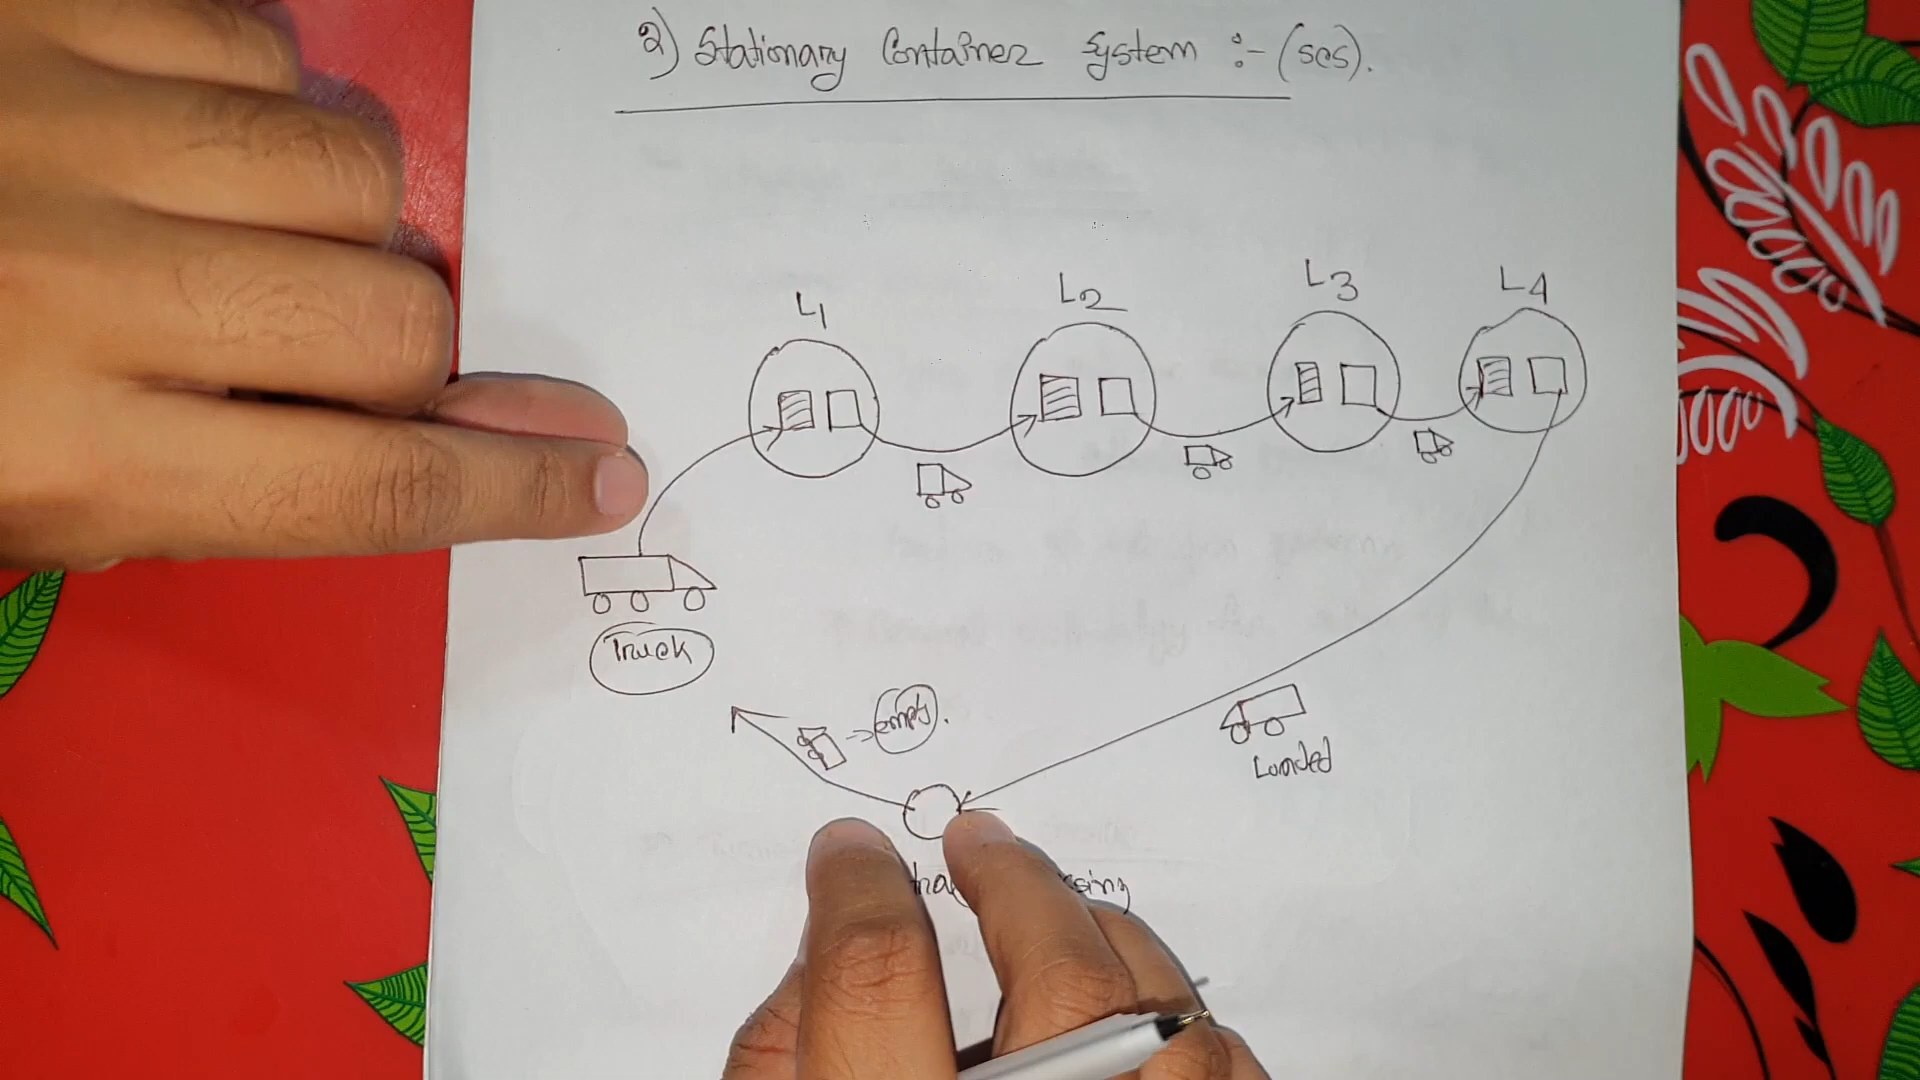 2) Stationary Container System :- (scs).
L1
L2
L3
L4
Truck
→ empty.
Loaded